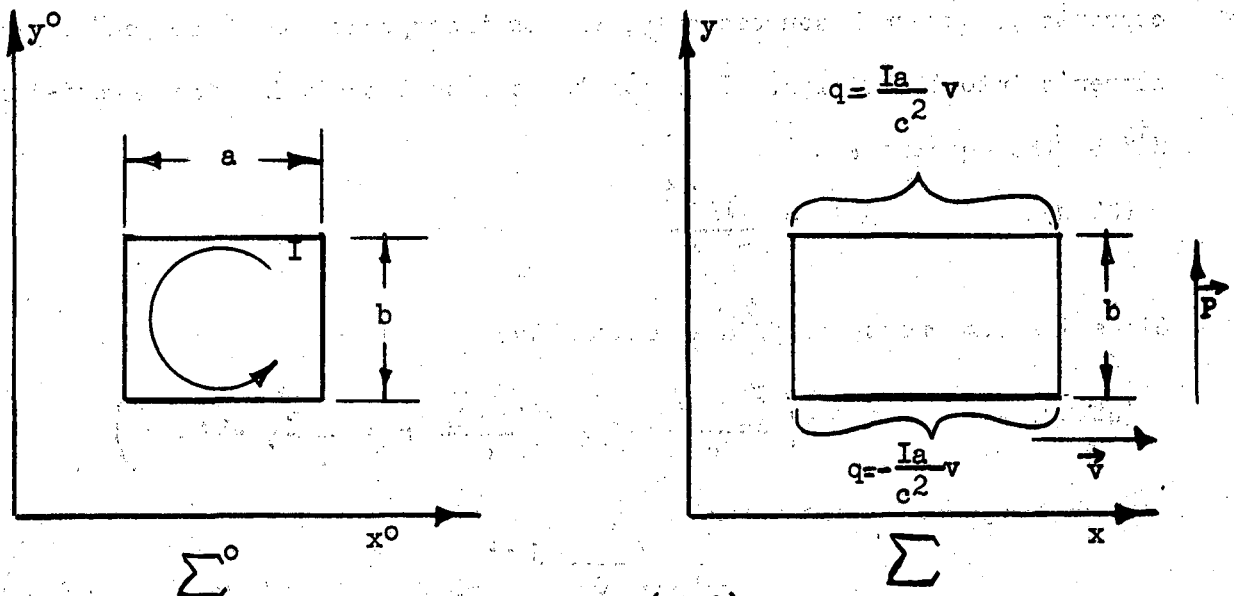 y°
a
I
b
x°
Σ°
y
q = Ia/c² v
b
P⃗
q = - Ia/c² v
v⃗
x
Σ